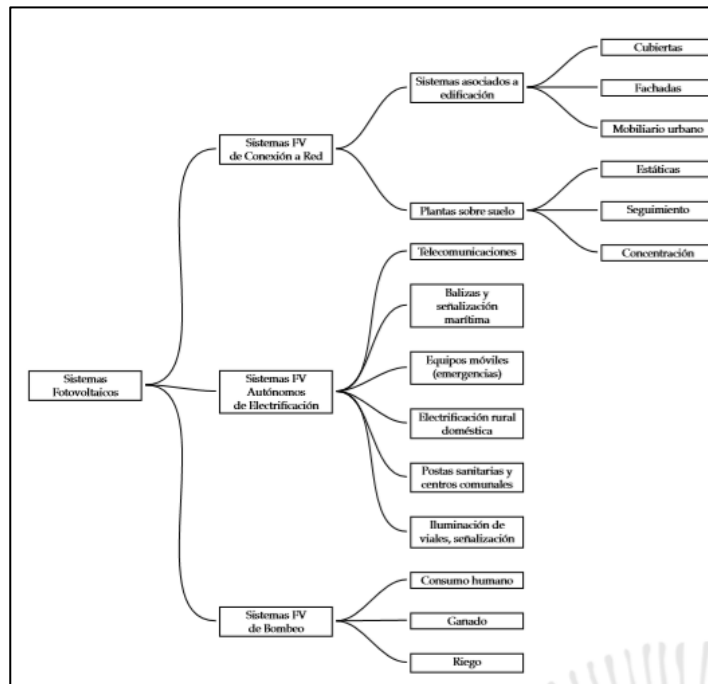 Cubiertas
Sistemas asociados a
edificación
Fachadas
Mobiliario urbano
Sistemas FV
de Conexión a Red
Estáticas
Plantas sobre suelo
Seguimiento
Concentración
Telecomunicaciones
Balizas y
señalización
marítima
Equipos móviles
(emergencias)
Sistemas
Fotovoltaicos
Sistemas FV
Autónomos
de Electrificación
Electrificación rural
doméstica
Postas sanitarias y
centros comunales
Iluminación de
viales, señalización
Consumo humano
Sistemas FV
de Bombeo
Ganado
Riego